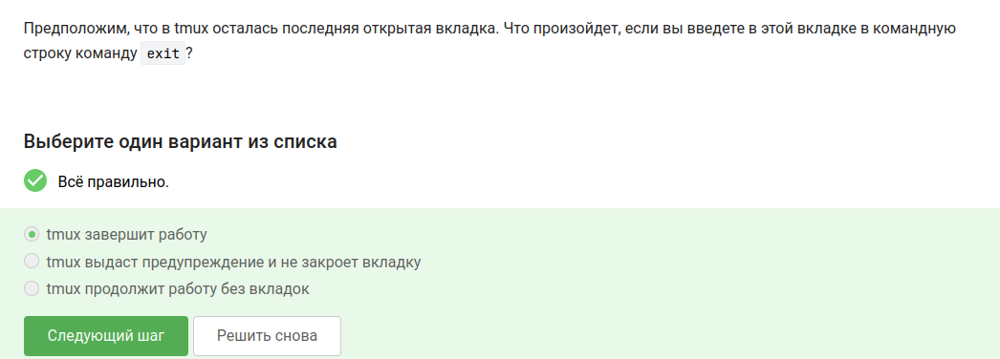 Предположим, что в tmux осталась последняя открытая вкладка. Что произойдет, если вы введете в этой вкладке в командную
строку команду exit ?
Выберите один вариант из списка
Всё правильно.
tmux завершит работу
tmux выдаст предупреждение и не закроет вкладку
tmux продолжит работу без вкладок
Следующий шаг Решить снова